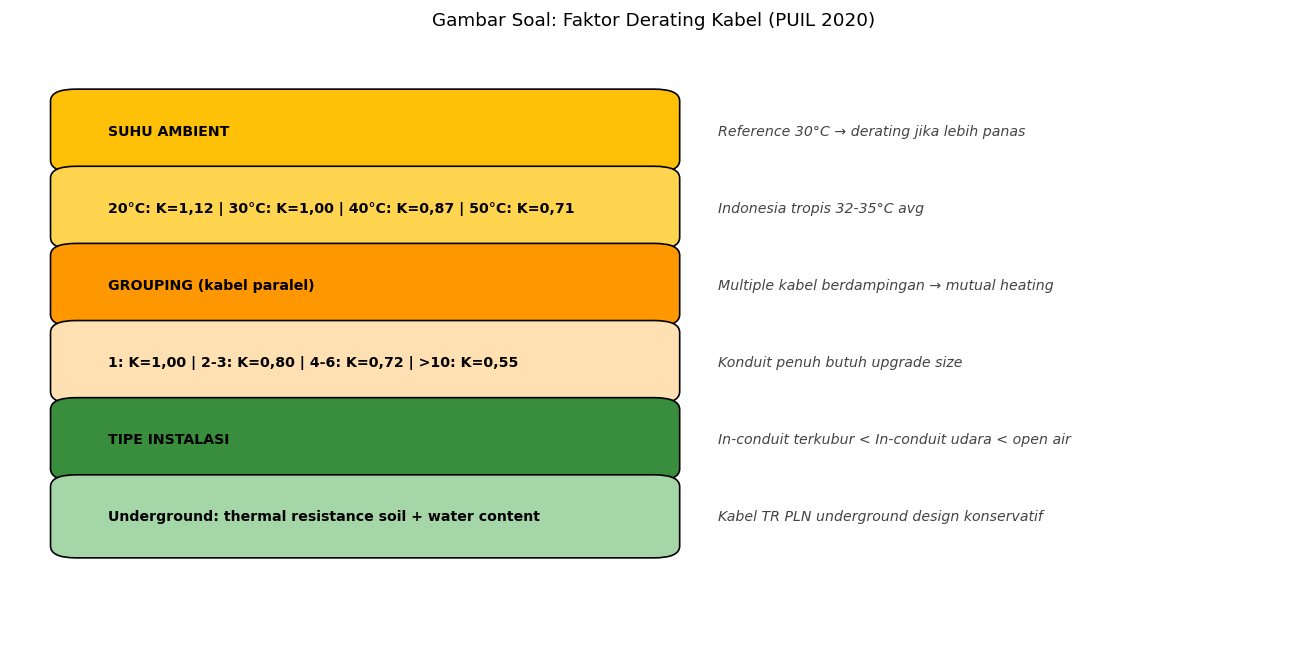 Gambar Soal: Faktor Derating Kabel (PUIL 2020)
SUHU AMBIENT
Reference 30°C → derating jika lebih panas
20°C: K=1,12 | 30°C: K=1,00 | 40°C: K=0,87 | 50°C: K=0,71
Indonesia tropis 32-35°C avg
GROUPING (kabel paralel)
Multiple kabel berdampingan → mutual heating
1: K=1,00 | 2-3: K=0,80 | 4-6: K=0,72 | >10: K=0,55
Konduit penuh butuh upgrade size
TIPE INSTALASI
In-conduit terkubur < In-conduit udara < open air
Underground: thermal resistance soil + water content
Kabel TR PLN underground design konservatif